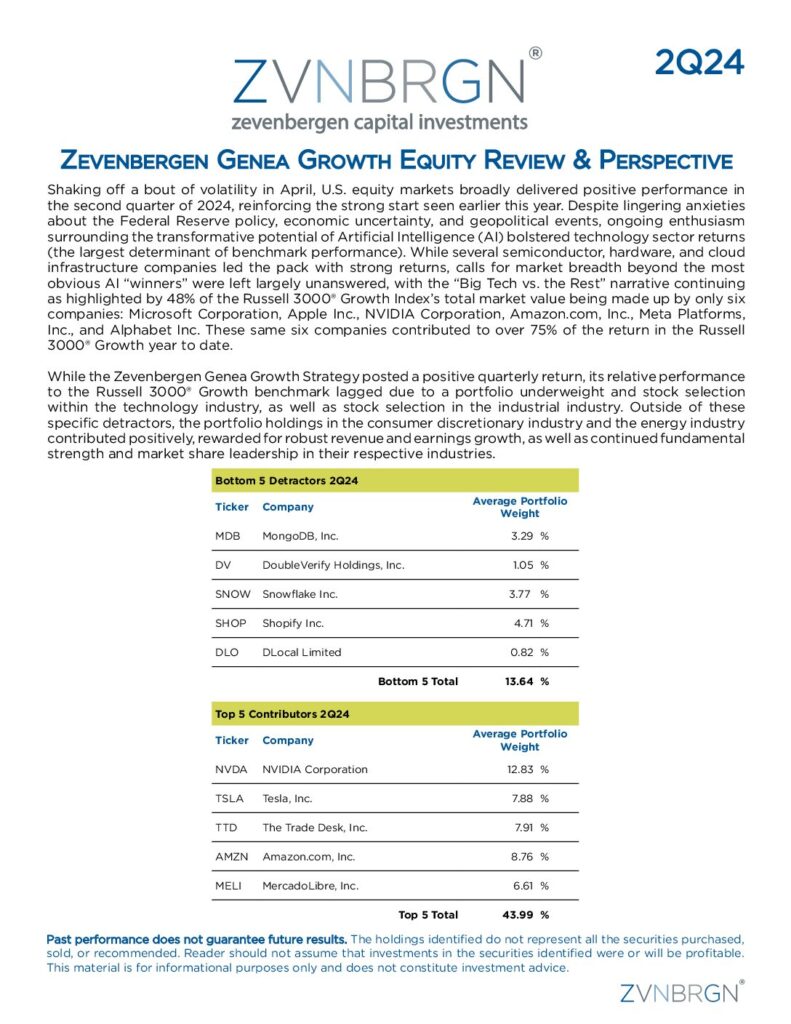 ZVNBRGN®
2Q24
zevenbergen capital investments
Zevenbergen Genea Growth Equity Review & Perspective
Shaking off a bout of volatility in April, U.S. equity markets broadly delivered positive performance in
the second quarter of 2024, reinforcing the strong start seen earlier this year. Despite lingering anxieties
about the Federal Reserve policy, economic uncertainty, and geopolitical events, ongoing enthusiasm
surrounding the transformative potential of Artificial Intelligence (AI) bolstered technology sector returns
(the largest determinant of benchmark performance). While several semiconductor, hardware, and cloud
infrastructure companies led the pack with strong returns, calls for market breadth beyond the most
obvious AI “winners” were left largely unanswered, with the “Big Tech vs. the Rest” narrative continuing
as highlighted by 48% of the Russell 3000® Growth Index’s total market value being made up by only six
companies: Microsoft Corporation, Apple Inc., NVIDIA Corporation, Amazon.com, Inc., Meta Platforms,
Inc., and Alphabet Inc. These same six companies contributed to over 75% of the return in the Russell
3000® Growth year to date.
While the Zevenbergen Genea Growth Strategy posted a positive quarterly return, its relative performance
to the Russell 3000® Growth benchmark lagged due to a portfolio underweight and stock selection
within the technology industry, as well as stock selection in the industrial industry. Outside of these
specific detractors, the portfolio holdings in the consumer discretionary industry and the energy industry
contributed positively, rewarded for robust revenue and earnings growth, as well as continued fundamental
strength and market share leadership in their respective industries.
Bottom 5 Detractors 2Q24
Ticker Company Average Portfolio Weight
MDB MongoDB, Inc. 3.29 %
DV DoubleVerify Holdings, Inc. 1.05 %
SNOW Snowflake Inc. 3.77 %
SHOP Shopify Inc. 4.71 %
DLO DLocal Limited 0.82 %
Bottom 5 Total 13.64 %
Top 5 Contributors 2Q24
Ticker Company Average Portfolio Weight
NVDA NVIDIA Corporation 12.83 %
TSLA Tesla, Inc. 7.88 %
TTD The Trade Desk, Inc. 7.91 %
AMZN Amazon.com, Inc. 8.76 %
MELI MercadoLibre, Inc. 6.61 %
Top 5 Total 43.99 %
Past performance does not guarantee future results. The holdings identified do not represent all the securities purchased,
sold, or recommended. Reader should not assume that investments in the securities identified were or will be profitable.
This material is for informational purposes only and does not constitute investment advice.
ZVNBRGN®